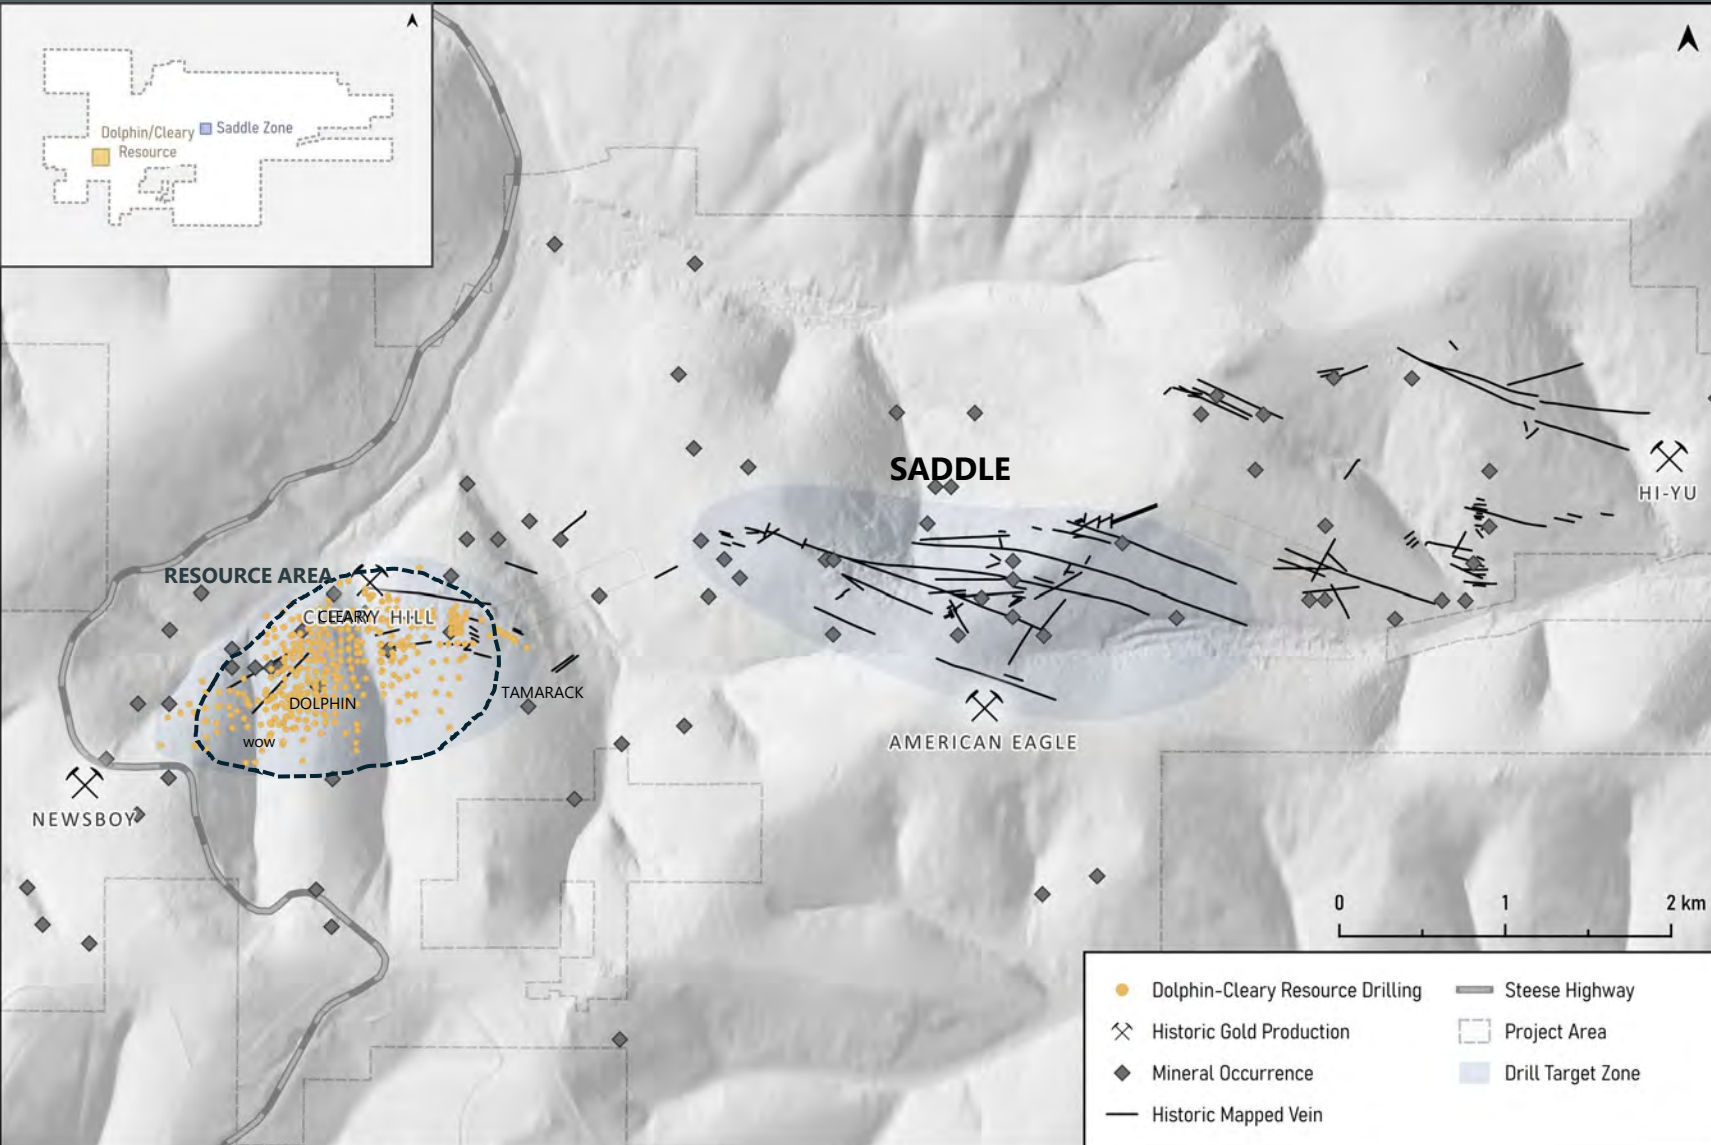 Dolphin/Cleary
Resource
Saddle Zone
SADDLE
HI-YU
RESOURCE AREA
CLEARY HILL
CLEARY
TAMARACK
DOLPHIN
WOW
AMERICAN EAGLE
NEWSBOY
0 1 2 km
Dolphin-Cleary Resource Drilling
Historic Gold Production
Mineral Occurrence
Historic Mapped Vein
Steese Highway
Project Area
Drill Target Zone